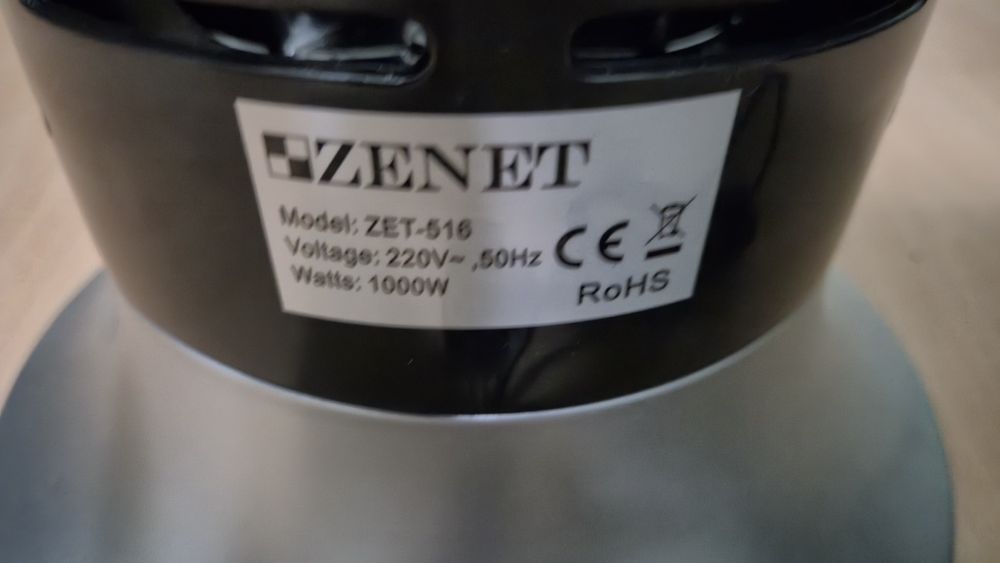 ZENET
Model: ZET-516
Voltage: 220V~ ,50Hz
Watts: 1000W
CE
RoHS